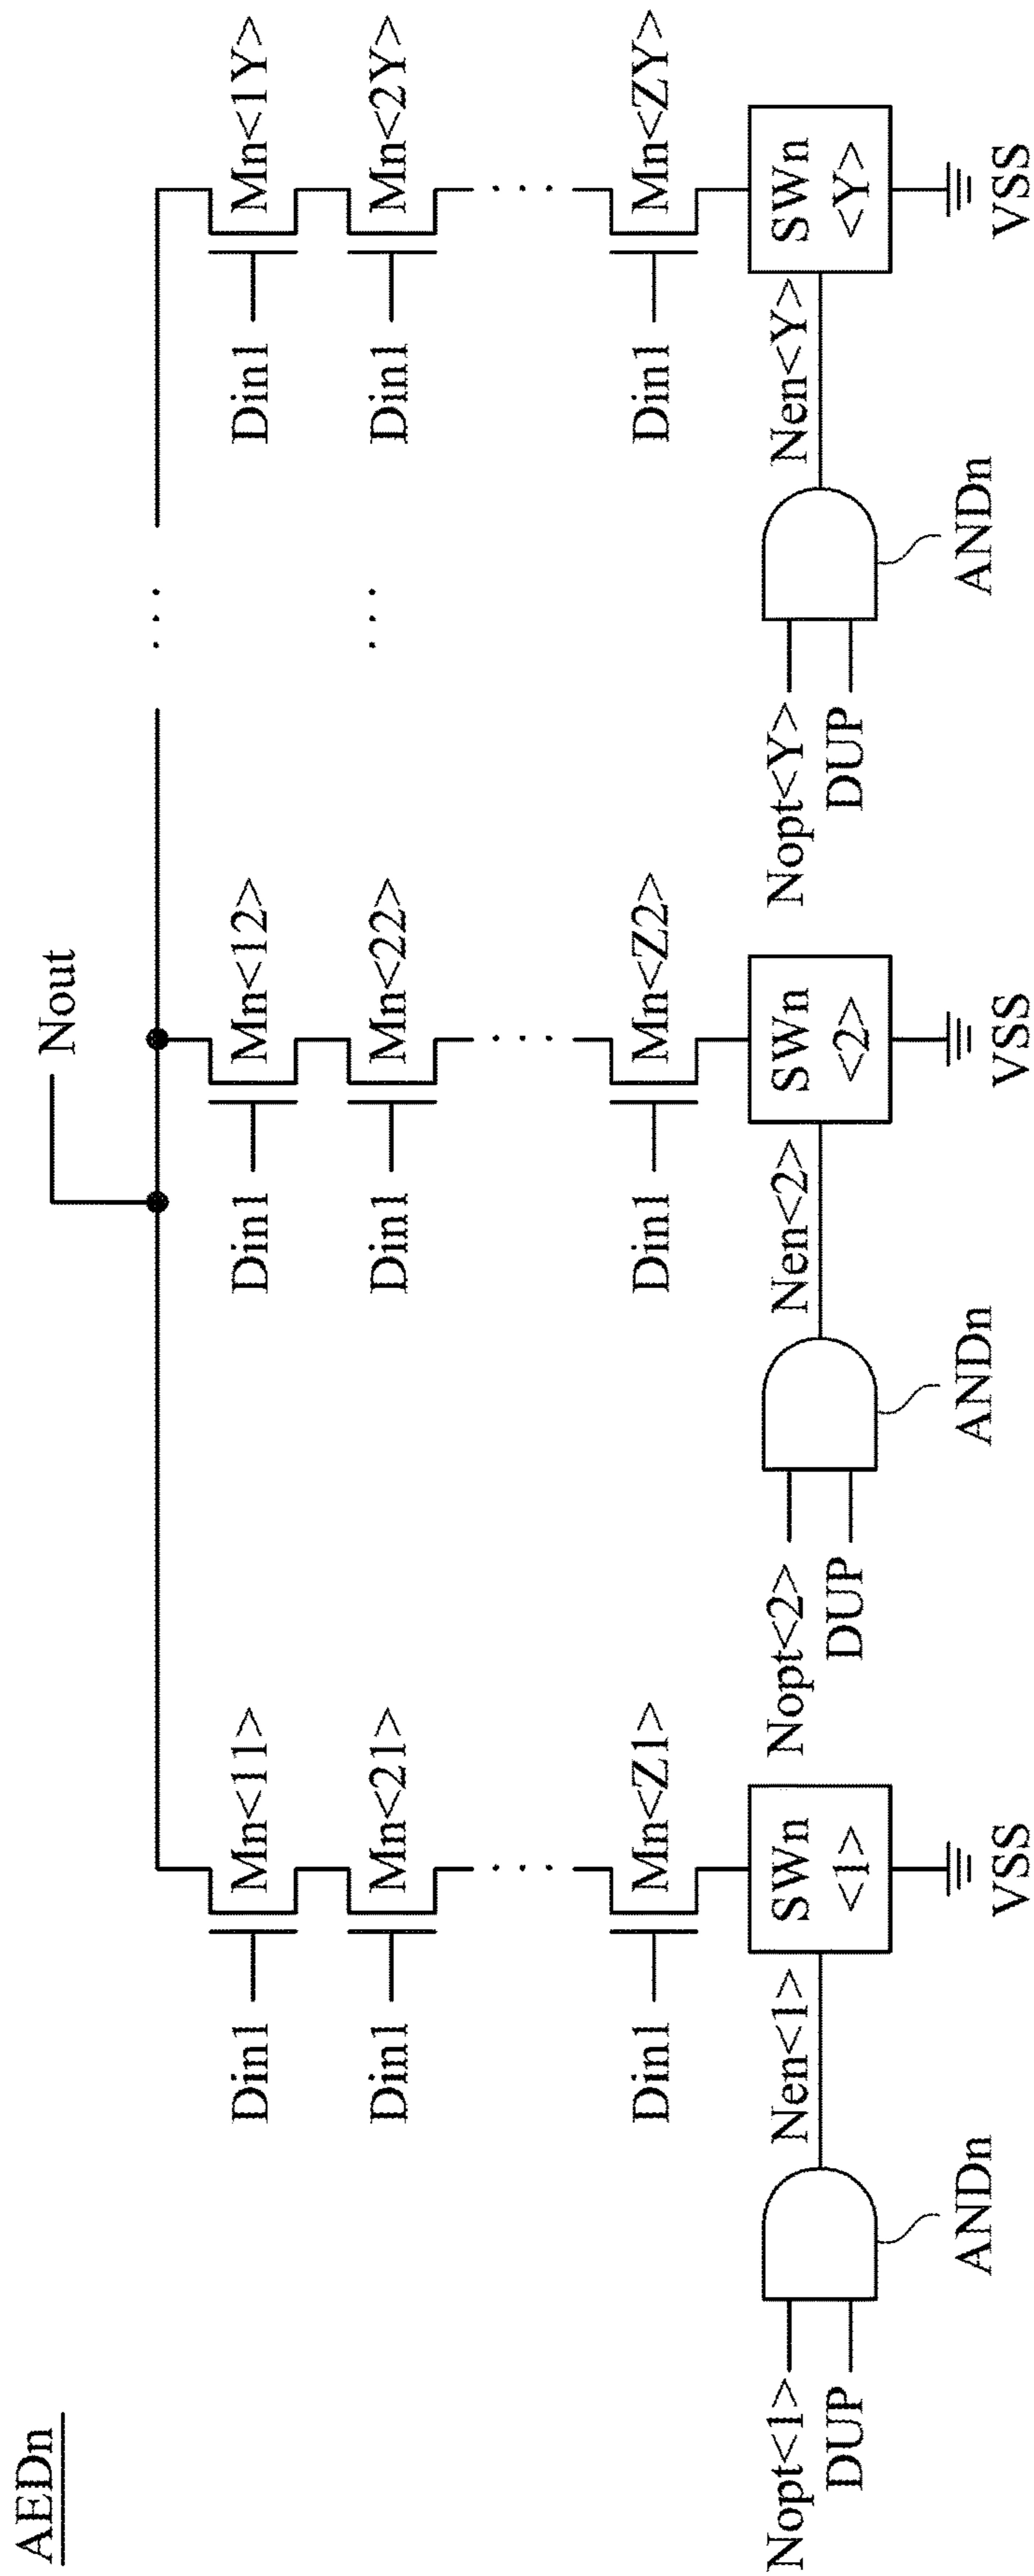 AEDn
Nout
Mn<11>
Mn<12>
Mn<1Y>
Din1
Din1
Din1
Mn<21>
Mn<22>
Mn<2Y>
Din1
Din1
Din1
Mn<Z1>
Mn<Z2>
Mn<ZY>
Din1
Din1
Din1
Nopt<1>
DUP
ANDn
Nen<1>
SWn
<1>
VSS
Nopt<2>
DUP
ANDn
Nen<2>
SWn
<2>
VSS
Nopt<Y>
DUP
ANDn
Nen<Y>
SWn
<Y>
VSS